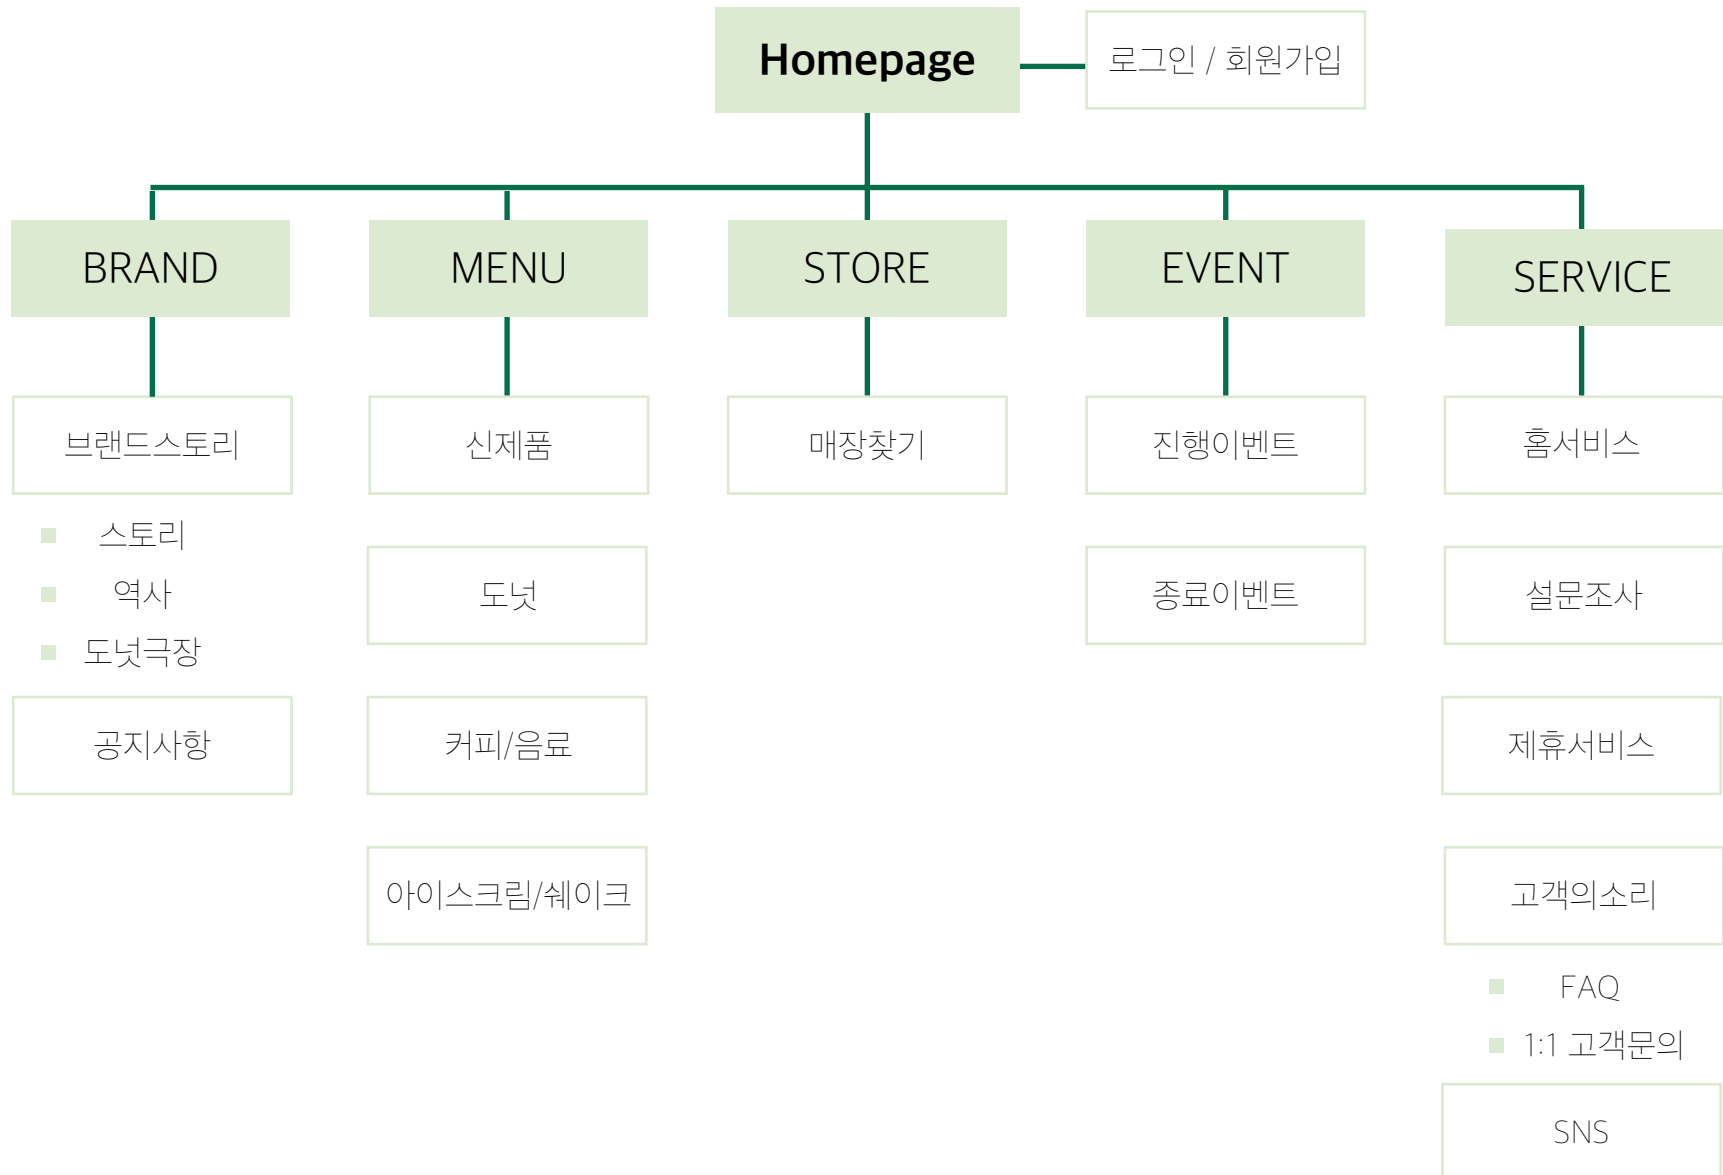 Homepage
로그인 / 회원가입
BRAND
MENU
STORE
EVENT
SERVICE
브랜드스토리
신제품
매장찾기
진행이벤트
홈서비스
스토리
역사
도넛극장
도넛
종료이벤트
설문조사
공지사항
커피/음료
제휴서비스
아이스크림/쉐이크
고객의소리
FAQ
1:1 고객문의
SNS